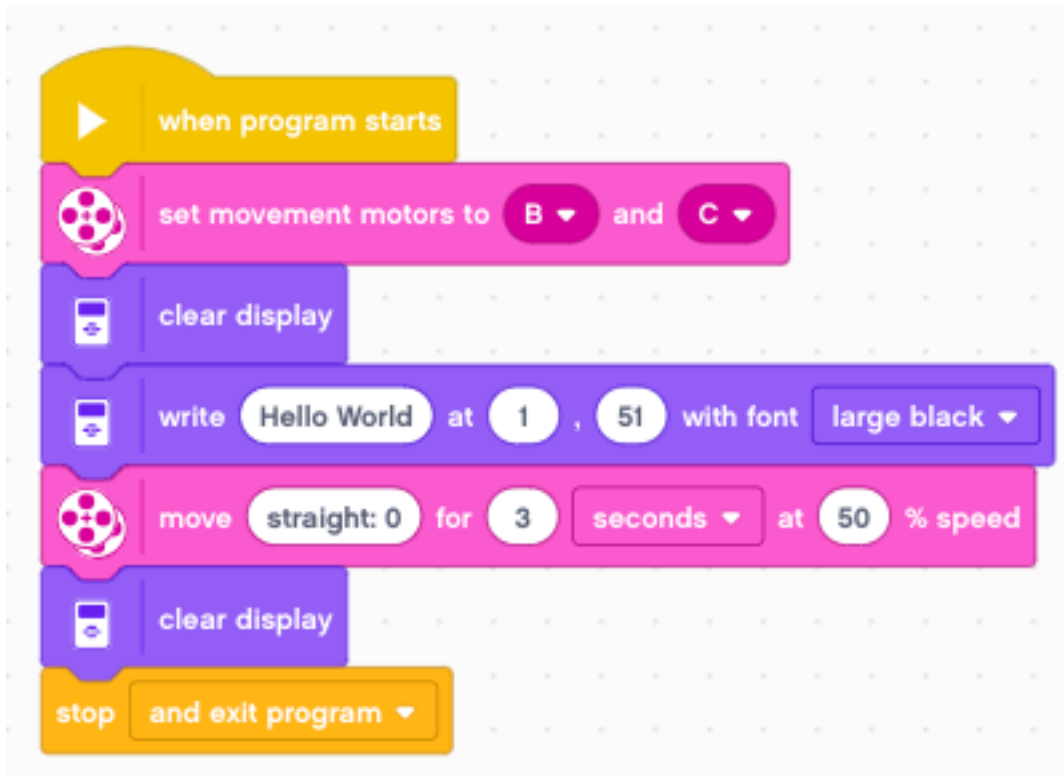 when program starts
set movement motors to B and C
clear display
write Hello World at 1 , 51 with font large black
move straight: 0 for 3 seconds at 50 % speed
clear display
stop and exit program